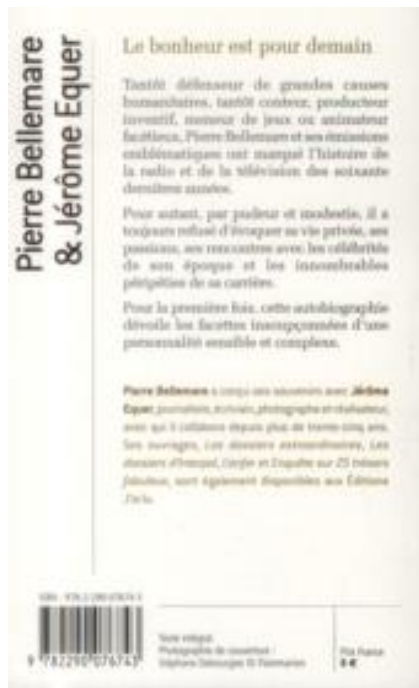 Pierre Bellemare
& Jérôme Equer
Le bonheur est pour demain
Tantôt défenseur de grandes causes
humanitaires, tantôt conteur, producteur
inventif, meneur de jeux ou animateur
facétieux, Pierre Bellemare et ses émissions
emblématiques ont marqué l'histoire de
la radio et de la télévision des soixante
dernières années.
Pour autant, par pudeur et modestie, il a
toujours refusé d'évoquer sa vie privée, ses
passions, ses rencontres avec les célébrités
de son époque et les innombrables
péripéties de sa carrière.
Pour la première fois, cette autobiographie
dévoile les facettes insoupçonnées d'une
personnalité sensible et complexe.
Pierre Bellemare a conçu ses souvenirs avec Jérôme
Equer, journaliste, écrivain, photographe et réalisateur,
avec qui il collabore depuis plus de trente-cinq ans.
Ses ouvrages, Les dossiers extraordinaires, Les
dossiers d'Interpol, L'enfer et Enquête sur 25 trésors
fabuleux, sont également disponibles aux Éditions
J'ai lu.
Texte intégral
Photographie de couverture :
Prix France
9 782290 076743